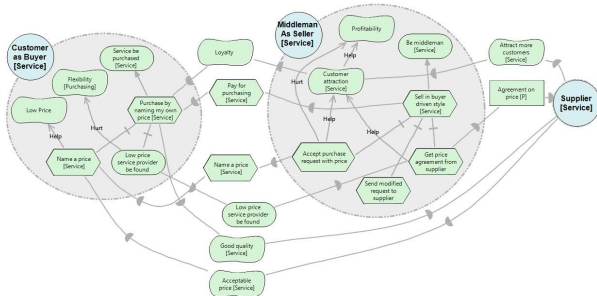 Customer
as Buyer
[Service]
Service be
purchased
[Service]
Flexibility
[Purchasing]
Low Price
Purchase by
naming my own
price [Service]
Help
Hurt
Name a price
[Service]
Low price
service provider
be found
Loyalty
Pay for
purchasing
[Service]
Name a price
[Service]
Low price
service provider
be found
Good quality
[Service]
Acceptable
price [Service]
Middleman
As Seller
[Service]
Profitability
Be middleman
[Service]
Help
Hurt
Customer
attraction
[Service]
Sell in buyer
driven style
[Service]
Help
Help
Accept purchase
request with price
Get price
agreement from
supplier
Send modified
request to
supplier
Attract more
customers
[Service]
Agreement on
price [P]
Supplier
[Service]